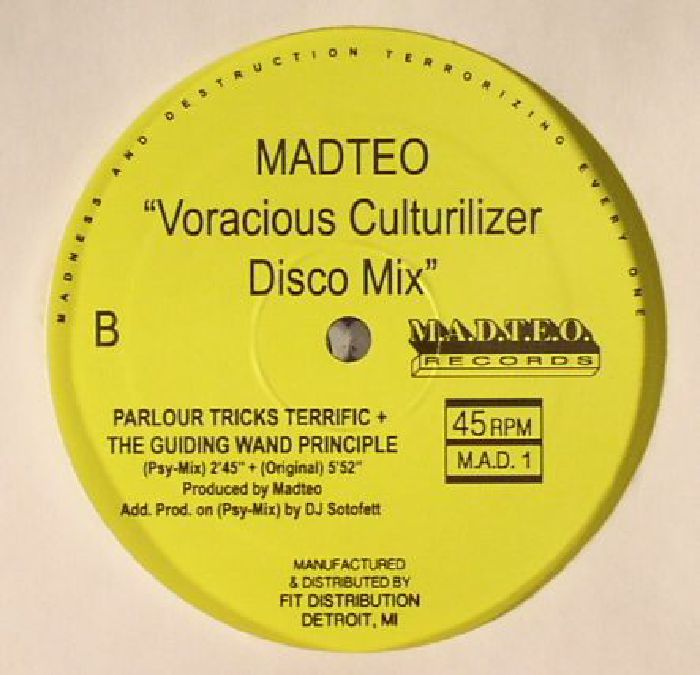 MADNESS AND DESTRUCTION TERRORIZING EVERYONE
MADTEO
“Voracious Culturilizer
Disco Mix”
B
M.A.D.T.E.O.
RECORDS
PARLOUR TRICKS TERRIFIC +
THE GUIDING WAND PRINCIPLE
(Psy-Mix) 2'45" + (Original) 5'52"
Produced by Madteo
Add. Prod. on (Psy-Mix) by DJ Sotofett
45 RPM
M.A.D. 1
MANUFACTURED
& DISTRIBUTED BY
FIT DISTRIBUTION
DETROIT, MI